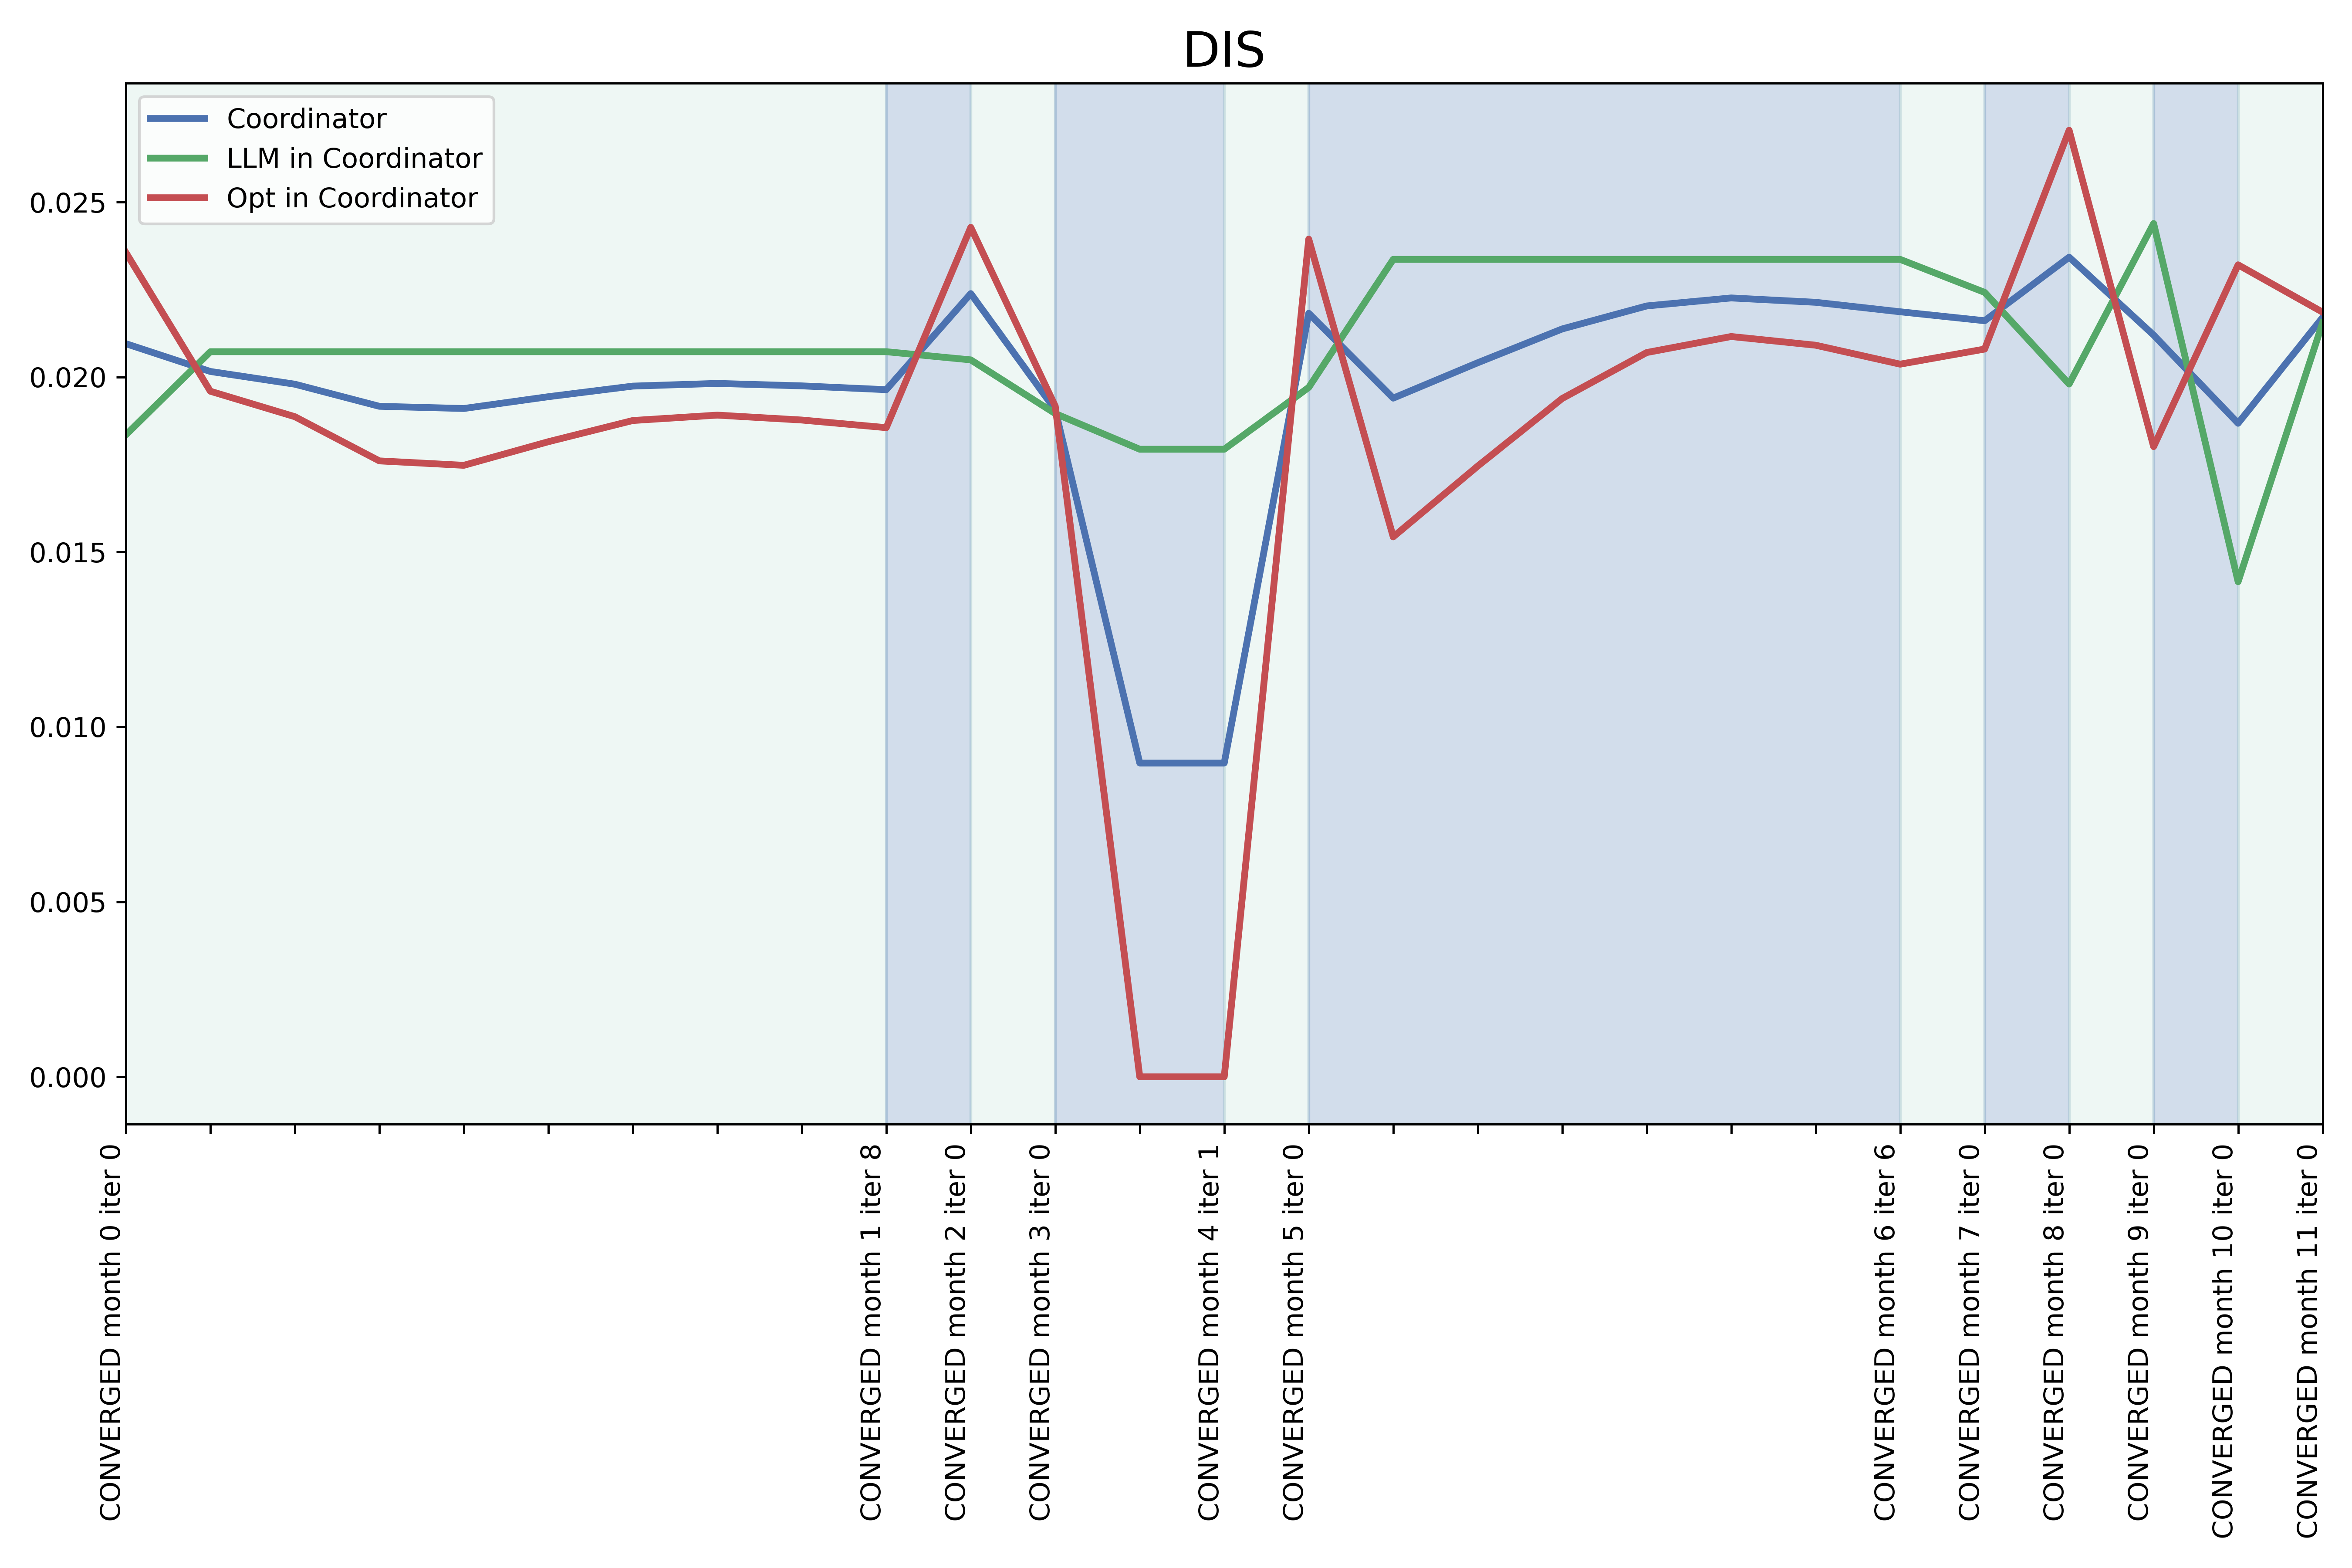 DIS
Coordinator
LLM in Coordinator
Opt in Coordinator
0.025
0.020
0.015
0.010
0.005
0.000
CONVERGED month 0 iter 0
CONVERGED month 1 iter 8
CONVERGED month 2 iter 0
CONVERGED month 3 iter 0
CONVERGED month 4 iter 1
CONVERGED month 5 iter 0
CONVERGED month 6 iter 6
CONVERGED month 7 iter 0
CONVERGED month 8 iter 0
CONVERGED month 9 iter 0
CONVERGED month 10 iter 0
CONVERGED month 11 iter 0